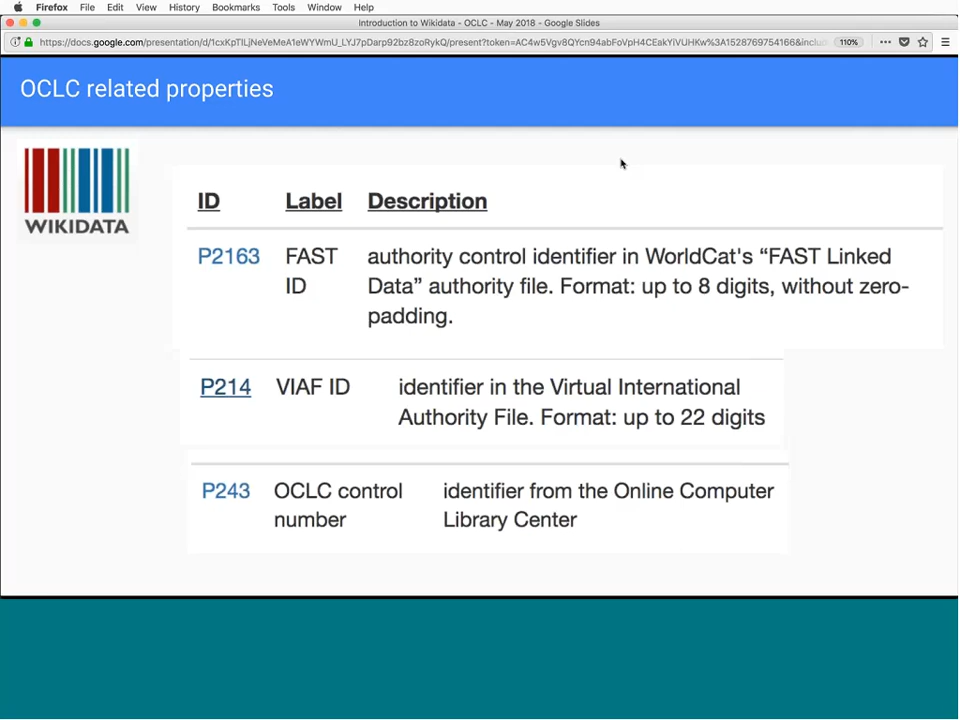 Firefox File Edit View History Bookmarks Tools Window Help
Introduction to Wikidata - OCLC - May 2018 - Google Slides
110%
OCLC related properties
WIKIDATA
ID Label Description
P2163 FAST ID authority control identifier in WorldCat's “FAST Linked
Data” authority file. Format: up to 8 digits, without zero-
padding.
P214 VIAF ID identifier in the Virtual International
Authority File. Format: up to 22 digits
P243 OCLC control number identifier from the Online Computer
Library Center